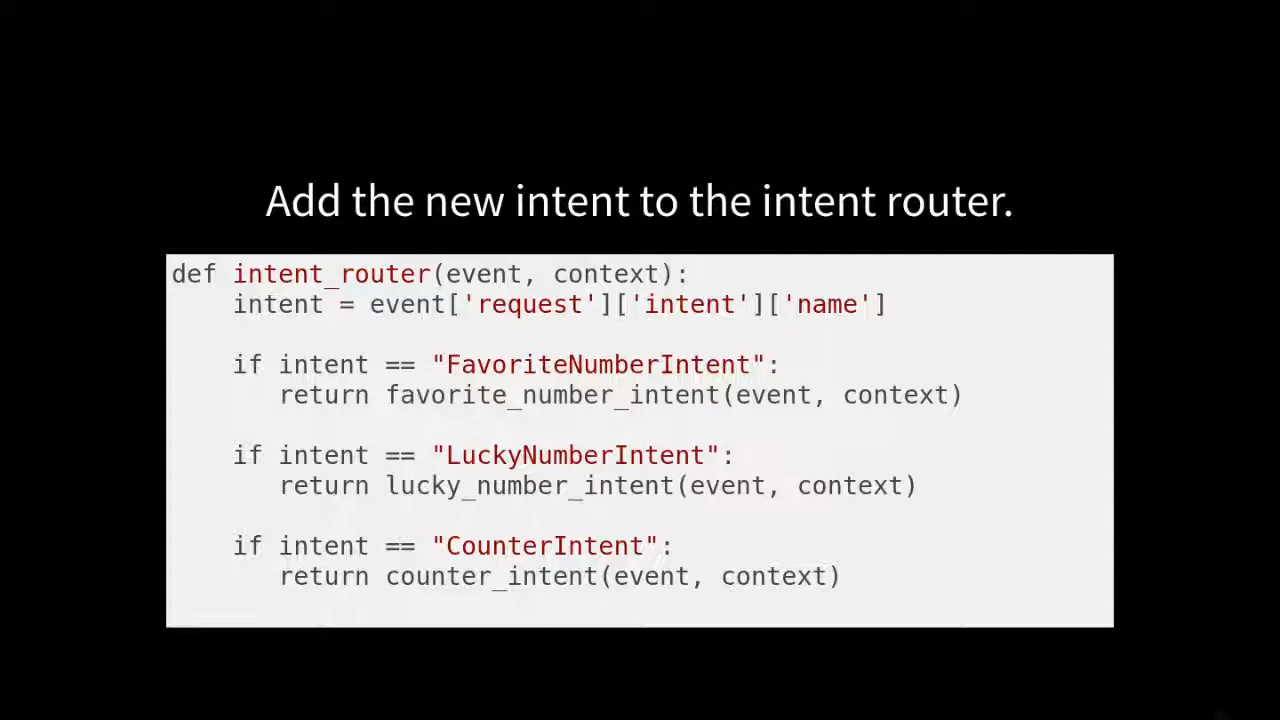 Add the new intent to the intent router.
def intent_router(event, context):
    intent = event['request']['intent']['name']

    if intent == "FavoriteNumberIntent":
       return favorite_number_intent(event, context)

    if intent == "LuckyNumberIntent":
       return lucky_number_intent(event, context)

    if intent == "CounterIntent":
       return counter_intent(event, context)